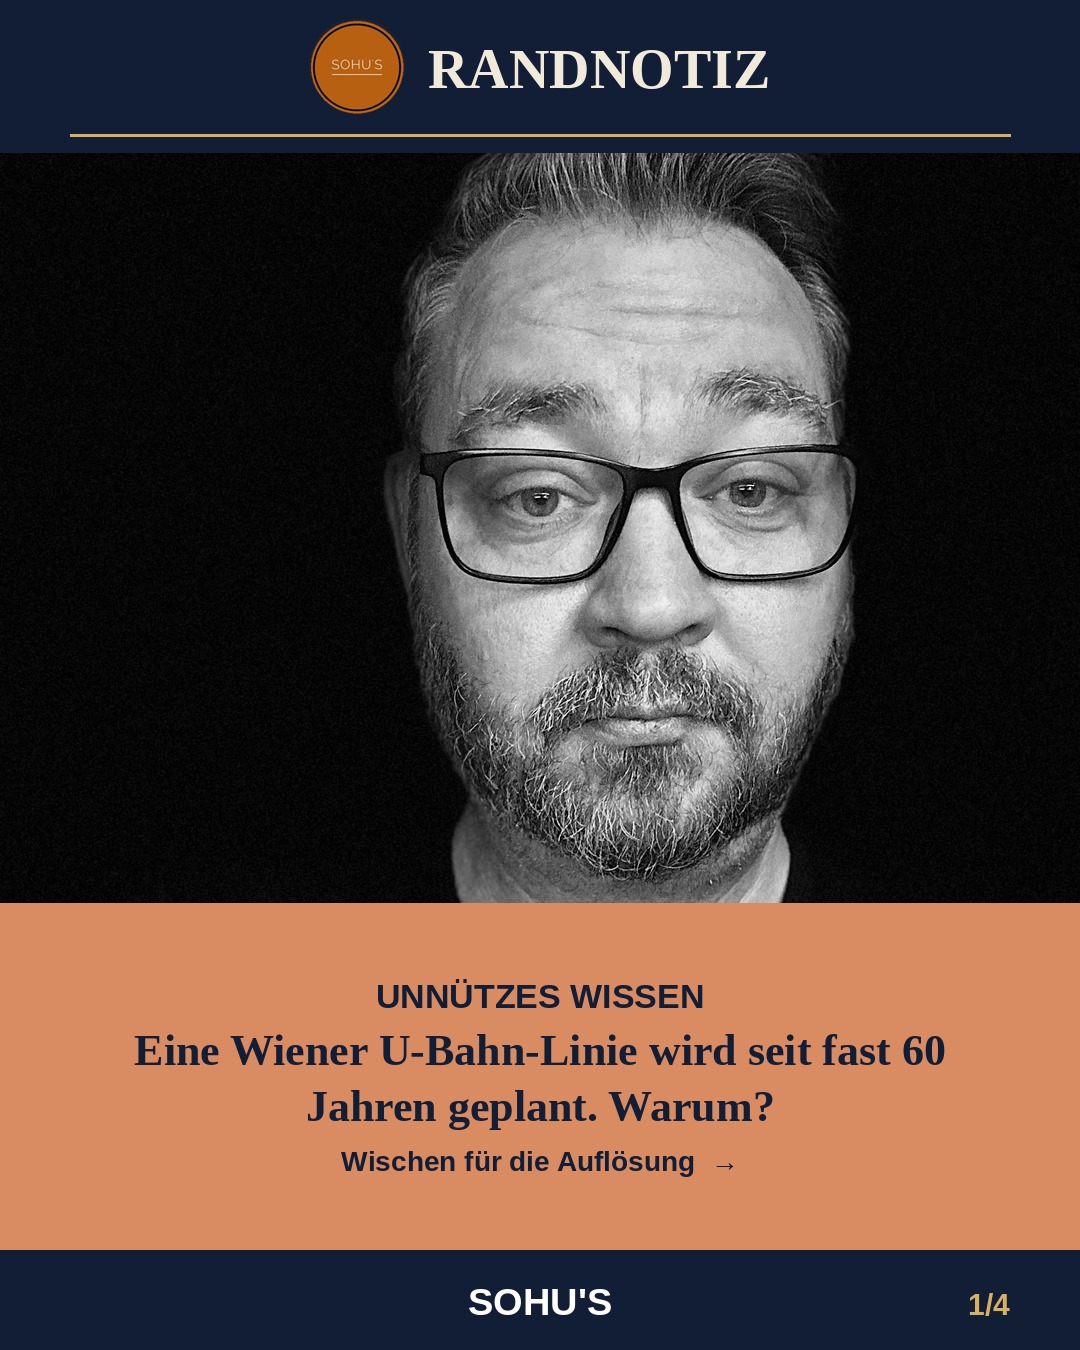 SOHU'S
RANDNOTIZ
UNNÜTZES WISSEN
Eine Wiener U-Bahn-Linie wird seit fast 60
Jahren geplant. Warum?
Wischen für die Auflösung →
SOHU'S
1/4